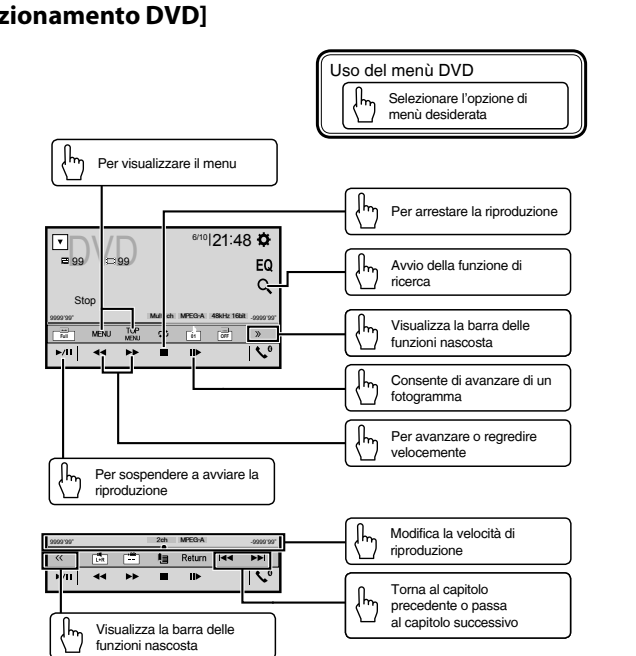 zionamento DVD]
Uso del menù DVD
Selezionare l'opzione di
menù desiderata
Per visualizzare il menu
Per arrestare la riproduzione
DVD
6/10 21:48
99
99
EQ
Stop
Avvio della funzione di
ricerca
9999'99"
MPEG-A
48kHz 16bit
-9999'99"
Full
MENU
TOP
MENU
01
OFF
Visualizza la barra delle
funzioni nascosta
Consente di avanzare di un
fotogramma
Per avanzare o regredire
velocemente
Per sospendere a avviare la
riproduzione
9999'99"
2ch
MPEG-A
-9999'99"
L+R
Return
Modifica la velocità di
riproduzione
Torna al capitolo
precedente o passa
al capitolo successivo
Visualizza la barra delle
funzioni nascosta